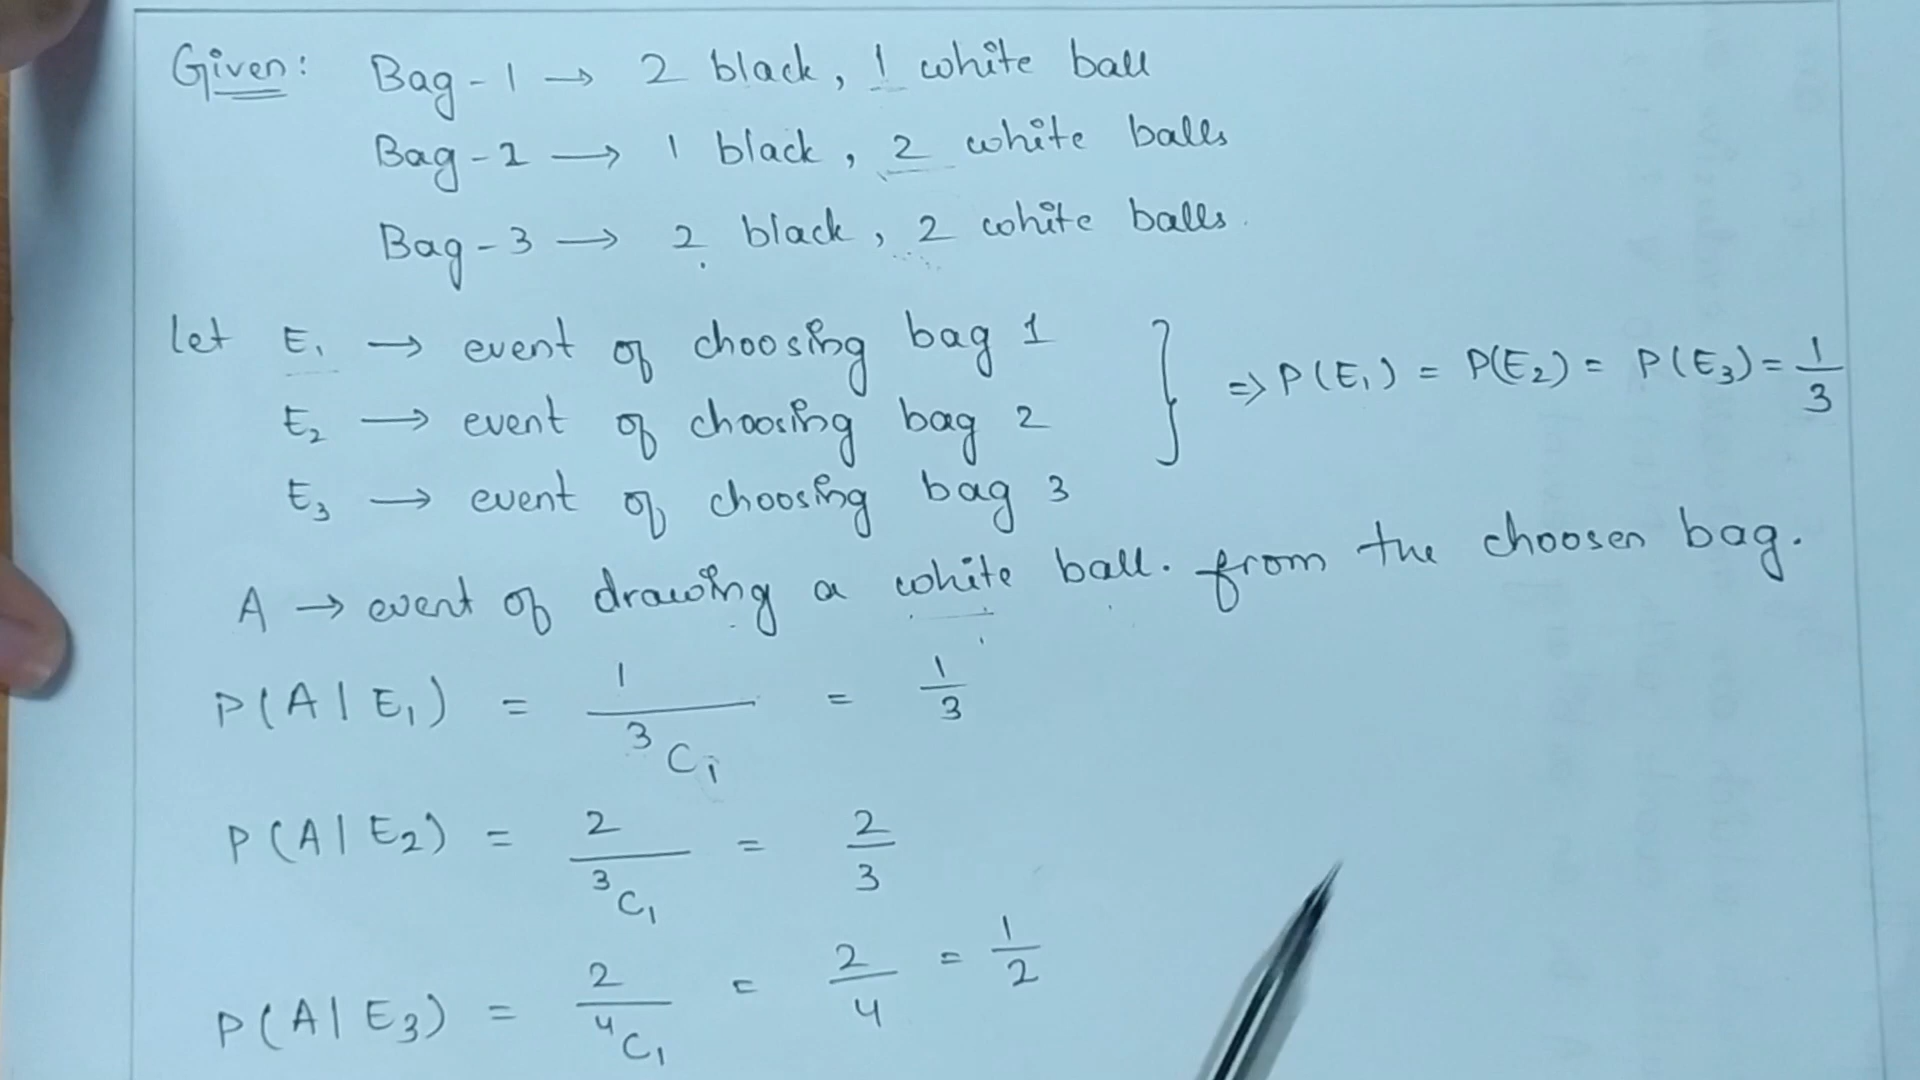 Given: Bag-1 → 2 black, 1 white ball
Bag-2 → 1 black, 2 white balls
Bag-3 → 2 black, 2 white balls.
let E₁ → event of choosing bag 1
E₂ → event of choosing bag 2
E₃ → event of choosing bag 3
} ⇒ P(E₁) = P(E₂) = P(E₃) = 1/3
A → event of drawing a white ball. from the choosen bag.
P(A|E₁) = 1/³C₁ = 1/3
P(A|E₂) = 2/³C₁ = 2/3
P(A|E₃) = 2/⁴C₁ = 2/4 = 1/2